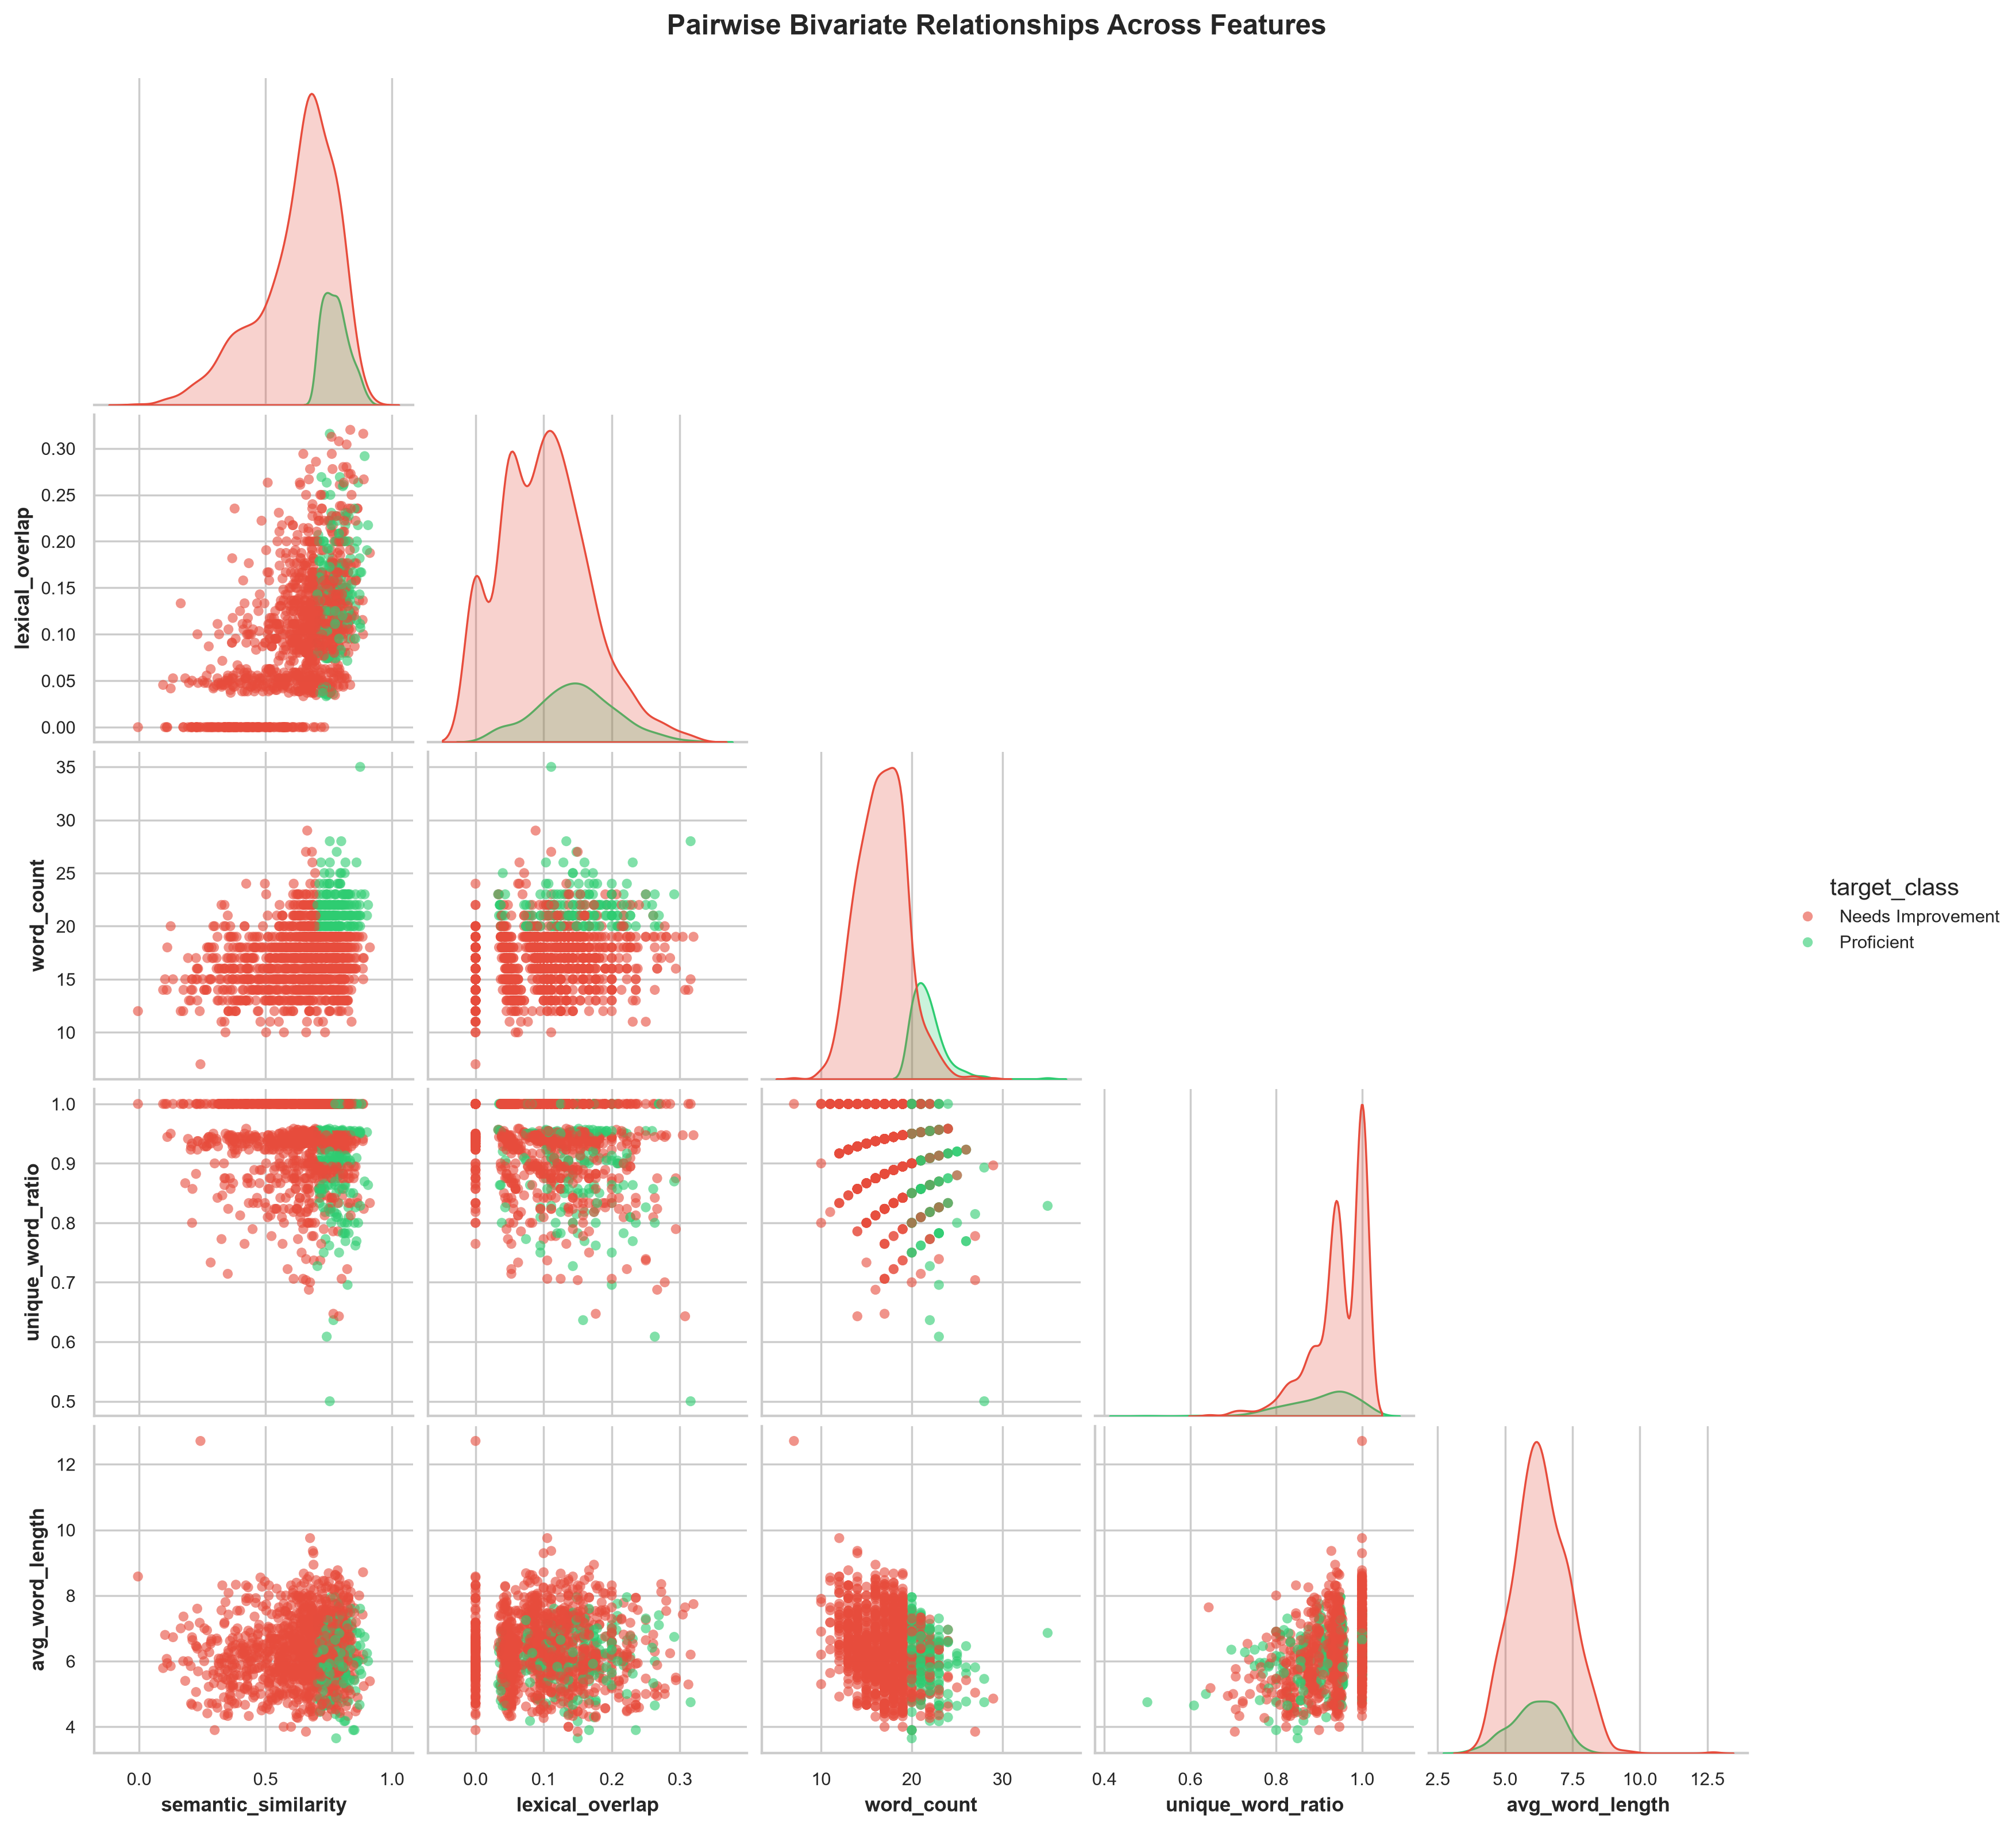 Pairwise Bivariate Relationships Across Features
lexical_overlap
0.30
0.25
0.20
0.15
0.10
0.05
0.00
word_count
35
30
25
20
15
10
target_class
Needs Improvement
Proficient
unique_word_ratio
1.0
0.9
0.8
0.7
0.6
0.5
avg_word_length
12
10
8
6
4
0.0 0.5 1.0
0.0 0.1 0.2 0.3
10 20 30
0.4 0.6 0.8 1.0
2.5 5.0 7.5 10.0 12.5
semantic_similarity
lexical_overlap
word_count
unique_word_ratio
avg_word_length